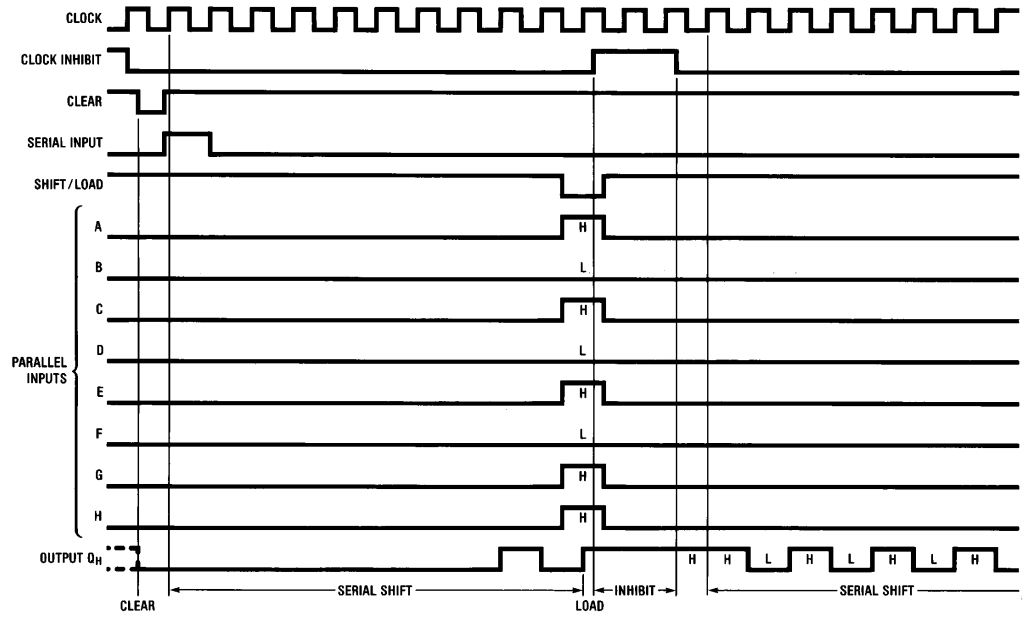 CLOCK
CLOCK INHIBIT
CLEAR
SERIAL INPUT
SHIFT/LOAD
A H
B L
C H
D L
PARALLEL
INPUTS
E H
F L
G H
H H
OUTPUT QH H H L H L H L H
SERIAL SHIFT INHIBIT SERIAL SHIFT
CLEAR LOAD